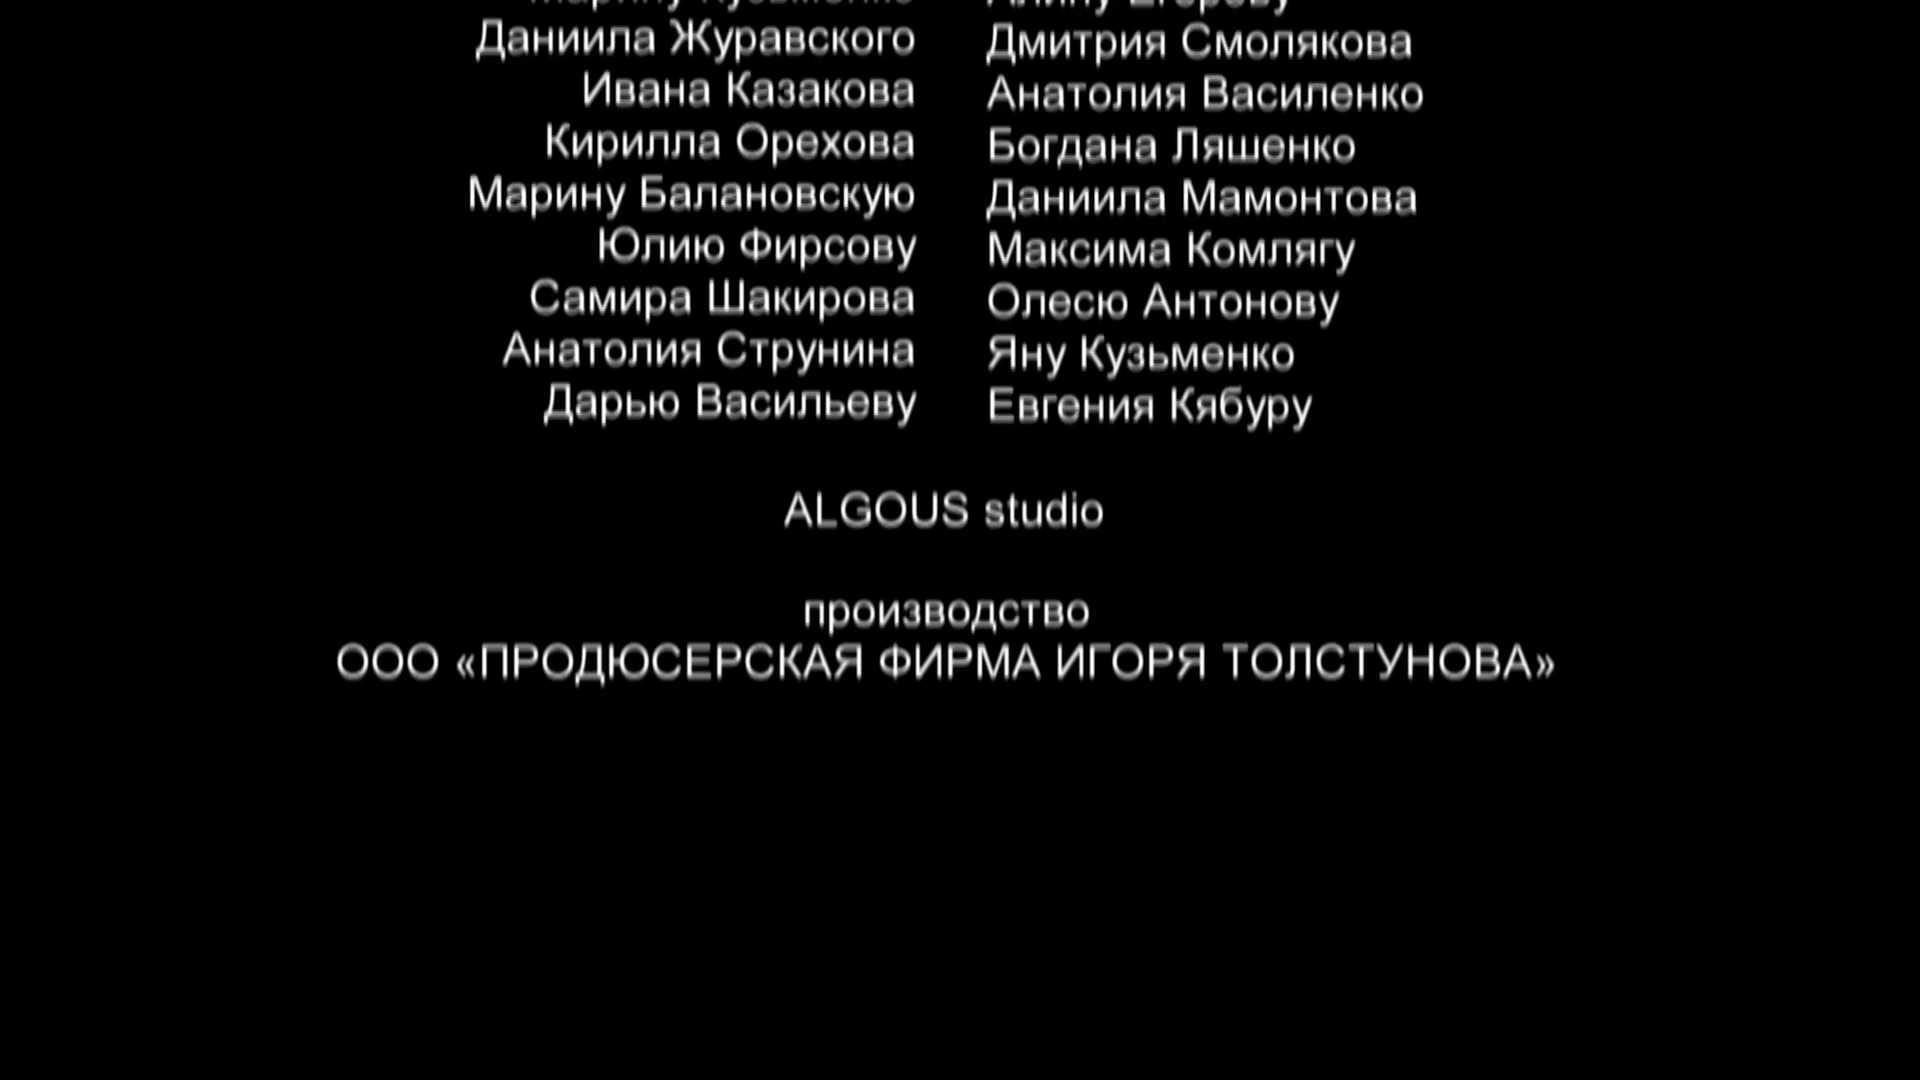 Даниила Журавского Дмитрия Смолякова
Ивана Казакова Анатолия Василенко
Кирилла Орехова Богдана Ляшенко
Марину Балановскую Даниила Мамонтова
Юлию Фирсову Максима Комлягу
Самира Шакирова Олесю Антонову
Анатолия Струнина Яну Кузьменко
Дарью Васильеву Евгения Кябуру
ALGOUS studio
производство
ООО «ПРОДЮСЕРСКАЯ ФИРМА ИГОРЯ ТОЛСТУНОВА»